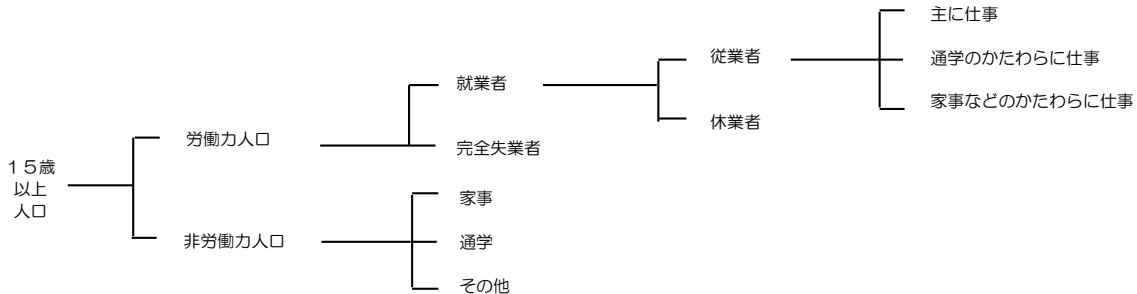 １５歳
以上
人口
労働力人口
非労働力人口
就業者
完全失業者
家事
通学
その他
従業者
休業者
主に仕事
通学のかたわらに仕事
家事などのかたわらに仕事